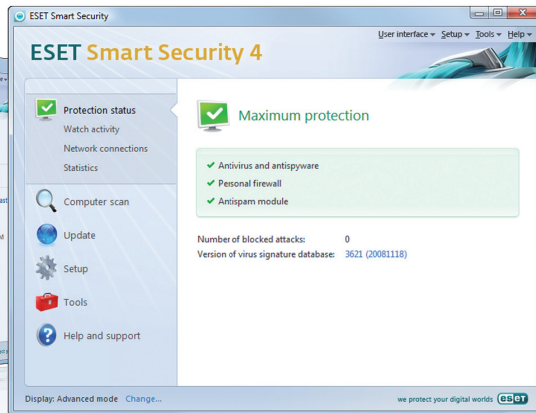 ESET Smart Security
User interface Setup Tools Help
ESET Smart Security 4
Protection status
Watch activity
Network connections
Statistics
Computer scan
Update
Setup
Tools
Help and support
Maximum protection
Antivirus and antispyware
Personal firewall
Antispam module
Number of blocked attacks: 0
Version of virus signature database: 3621 (20081118)
Display: Advanced mode Change...
we protect your digital worlds eseT